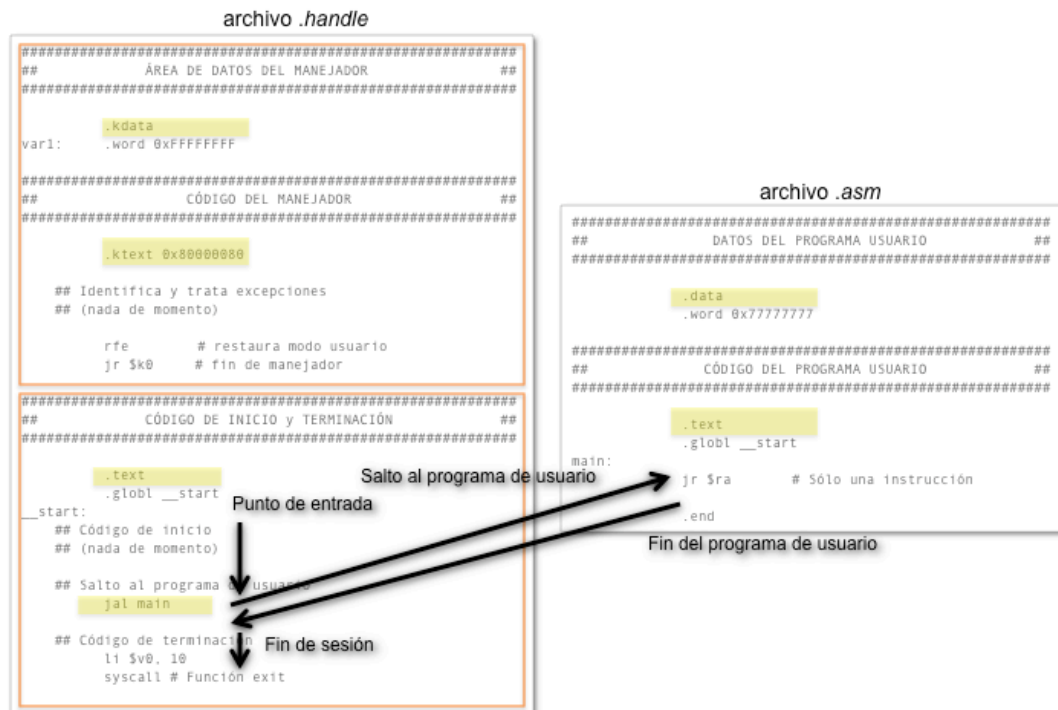 archivo .handle
##############################################################
## ÁREA DE DATOS DEL MANEJADOR ##
##############################################################
.kdata
var1: .word 0xFFFFFFFF
##############################################################
## CÓDIGO DEL MANEJADOR ##
##############################################################
.ktext 0x80000080
## Identifica y trata excepciones
## (nada de momento)
rfe # restaura modo usuario
jr $k0 # fin de manejador
##############################################################
## CÓDIGO DE INICIO y TERMINACIÓN ##
##############################################################
.text
.globl __start
__start:
## Código de inicio
## (nada de momento)
## Salto al programa de usuario
jal main
## Código de terminación
li $v0, 10
syscall # Función exit
Punto de entrada
Salto al programa de usuario
Fin de sesión
archivo .asm
############################################################
## DATOS DEL PROGRAMA USUARIO ##
############################################################
.data
.word 0x77777777
############################################################
## CÓDIGO DEL PROGRAMA USUARIO ##
############################################################
.text
.globl __start
main:
jr $ra # Sólo una instrucción
.end
Fin del programa de usuario